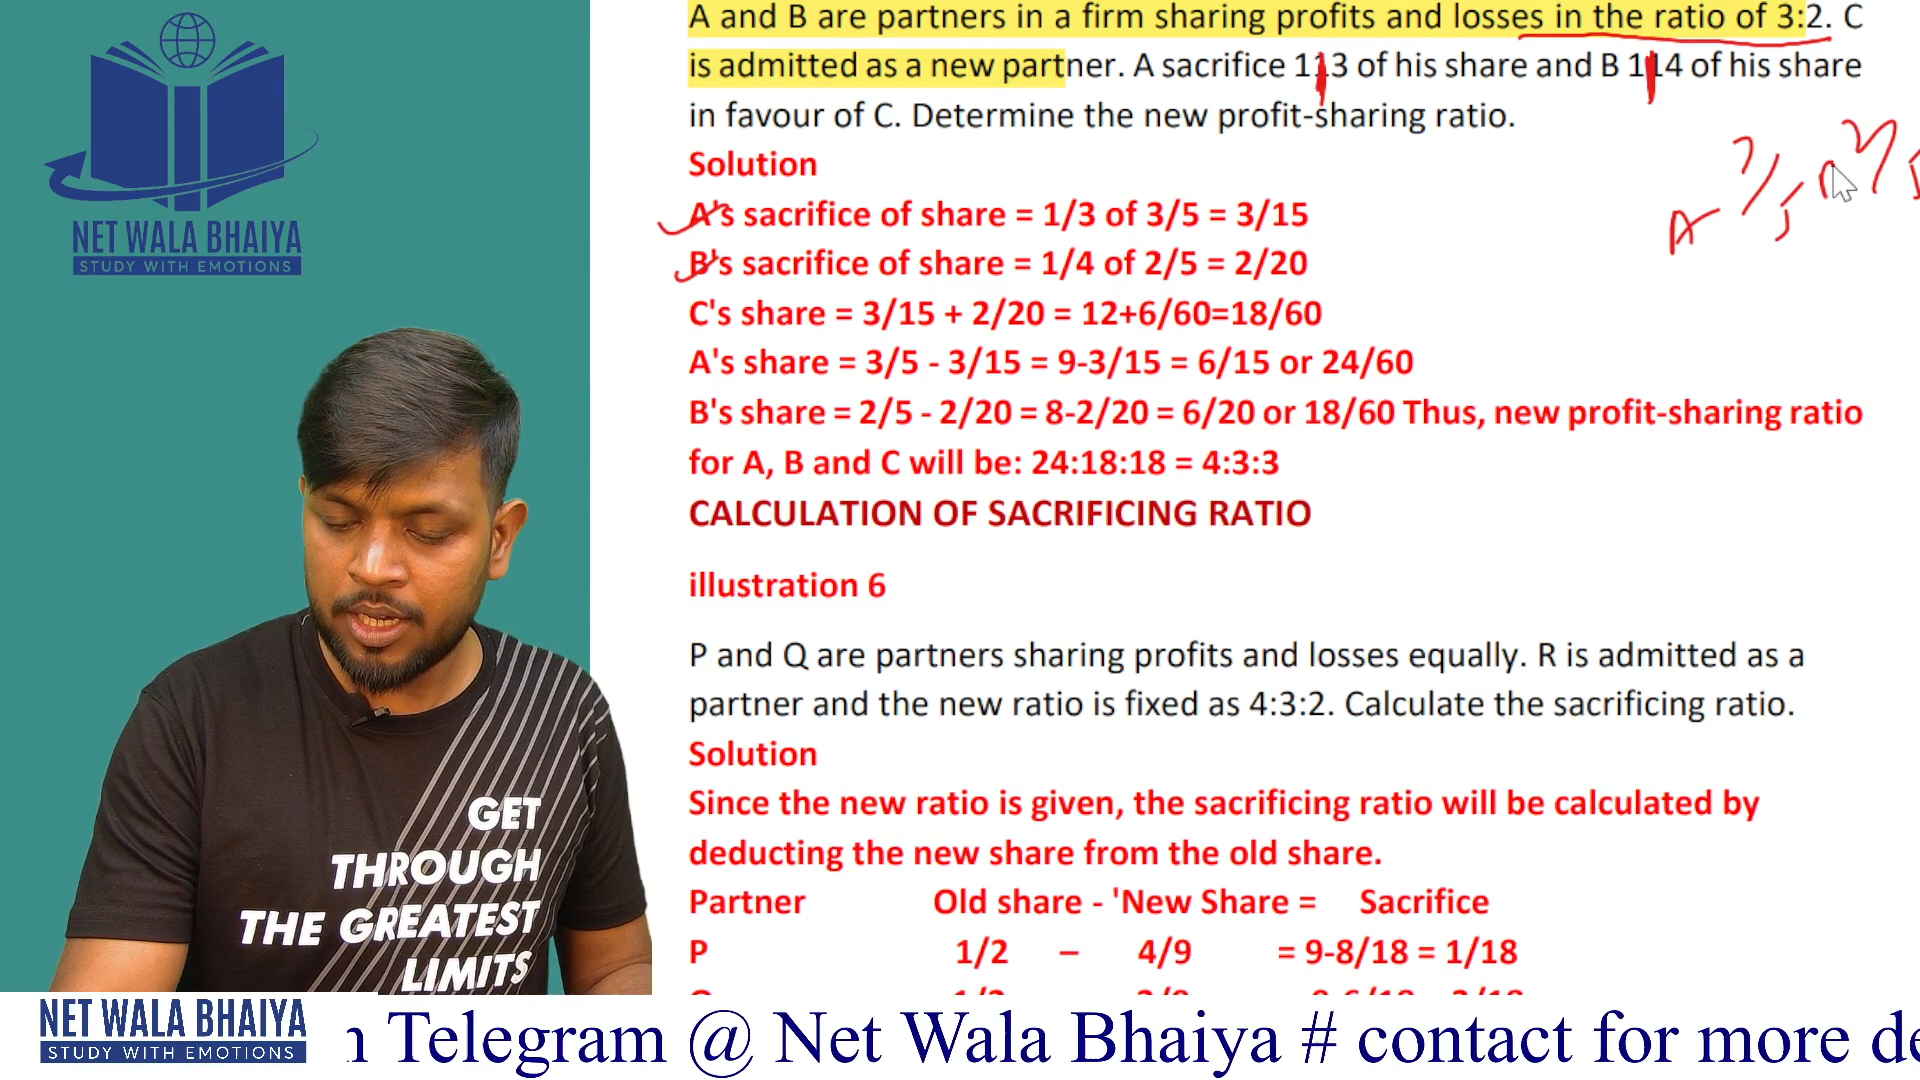 A and B are partners in a firm sharing profits and losses in the ratio of 3:2. C
is admitted as a new partner. A sacrifice 113 of his share and B 114 of his share
in favour of C. Determine the new profit-sharing ratio.
Solution
A's sacrifice of share = 1/3 of 3/5 = 3/15
B's sacrifice of share = 1/4 of 2/5 = 2/20
C's share = 3/15 + 2/20 = 12+6/60=18/60
A's share = 3/5 - 3/15 = 9-3/15 = 6/15 or 24/60
B's share = 2/5 - 2/20 = 8-2/20 = 6/20 or 18/60 Thus, new profit-sharing ratio
for A, B and C will be: 24:18:18 = 4:3:3
CALCULATION OF SACRIFICING RATIO
illustration 6
P and Q are partners sharing profits and losses equally. R is admitted as a
partner and the new ratio is fixed as 4:3:2. Calculate the sacrificing ratio.
Solution
Since the new ratio is given, the sacrificing ratio will be calculated by
deducting the new share from the old share.
Partner Old share - 'New Share = Sacrifice
P 1/2 – 4/9 = 9-8/18 = 1/18
NET WALA BHAIYA
STUDY WITH EMOTIONS
GET
THROUGH
THE GREATEST
LIMITS
NET WALA BHAIYA
STUDY WITH EMOTIONS
Telegram @ Net Wala Bhaiya # contact for more